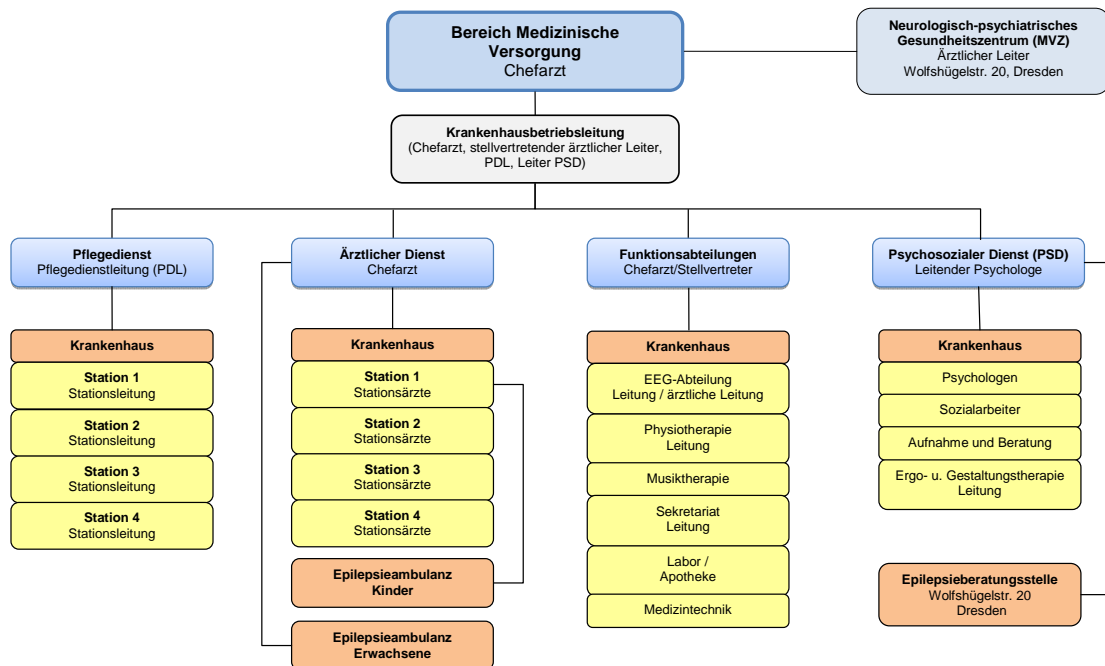 Bereich Medizinische
Versorgung
Chefarzt
Neurologisch-psychiatrisches
Gesundheitszentrum (MVZ)
Ärztlicher Leiter
Wolfshügelstr. 20, Dresden
Krankenhausbetriebsleitung
(Chefarzt, stellvertretender ärztlicher Leiter,
PDL, Leiter PSD)
Pflegedienst
Pflegedienstleitung (PDL)
Krankenhaus
Station 1
Stationsleitung
Station 2
Stationsleitung
Station 3
Stationsleitung
Station 4
Stationsleitung
Ärztlicher Dienst
Chefarzt
Krankenhaus
Station 1
Stationsärzte
Station 2
Stationsärzte
Station 3
Stationsärzte
Station 4
Stationsärzte
Epilepsieambulanz
Kinder
Epilepsieambulanz
Erwachsene
Funktionsabteilungen
Chefarzt/Stellvertreter
Krankenhaus
EEG-Abteilung
Leitung / ärztliche Leitung
Physiotherapie
Leitung
Musiktherapie
Sekretariat
Leitung
Labor /
Apotheke
Medizintechnik
Psychosozialer Dienst (PSD)
Leitender Psychologe
Krankenhaus
Psychologen
Sozialarbeiter
Aufnahme und Beratung
Ergo- u. Gestaltungstherapie
Leitung
Epilepsieberatungsstelle
Wolfshügelstr. 20
Dresden